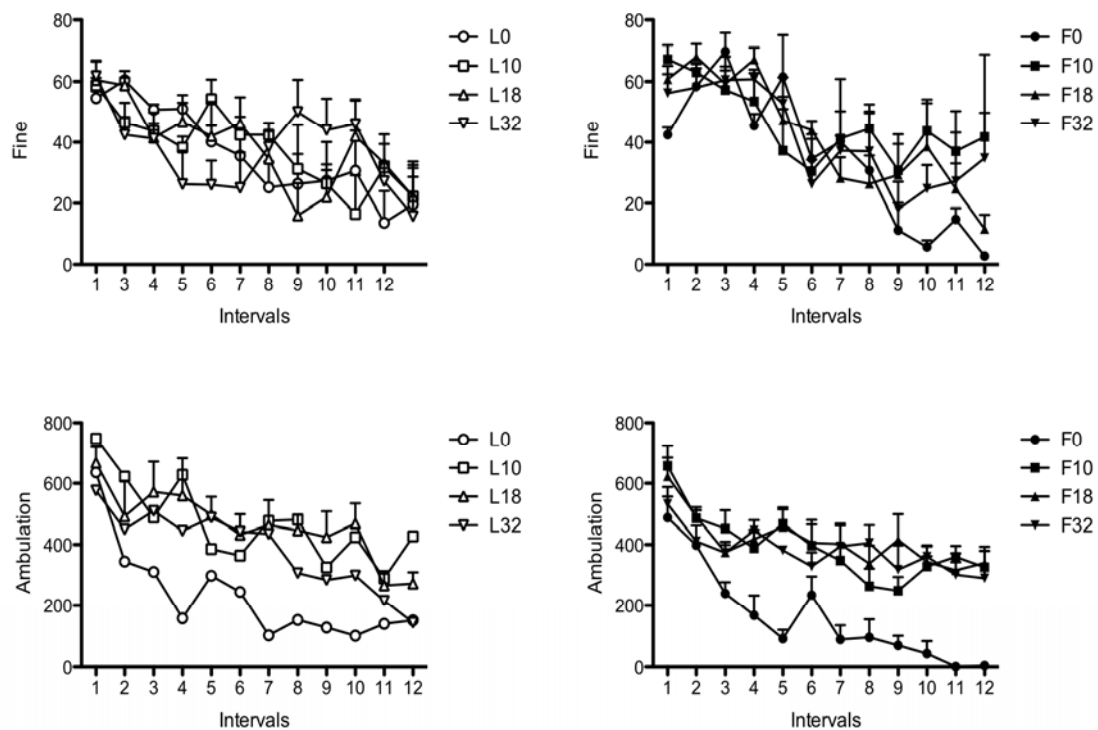 80
60
40
20
0
Fine
1 3 4 5 6 7 8 9 10 11 12
Intervals
L0
L10
L18
L32
80
60
40
20
0
Fine
1 2 3 4 5 6 7 8 9 10 11 12
Intervals
F0
F10
F18
F32
800
600
400
200
0
Ambulation
1 2 3 4 5 6 7 8 9 10 11 12
Intervals
L0
L10
L18
L32
800
600
400
200
0
Ambulation
1 2 3 4 5 6 7 8 9 10 11 12
Intervals
F0
F10
F18
F32